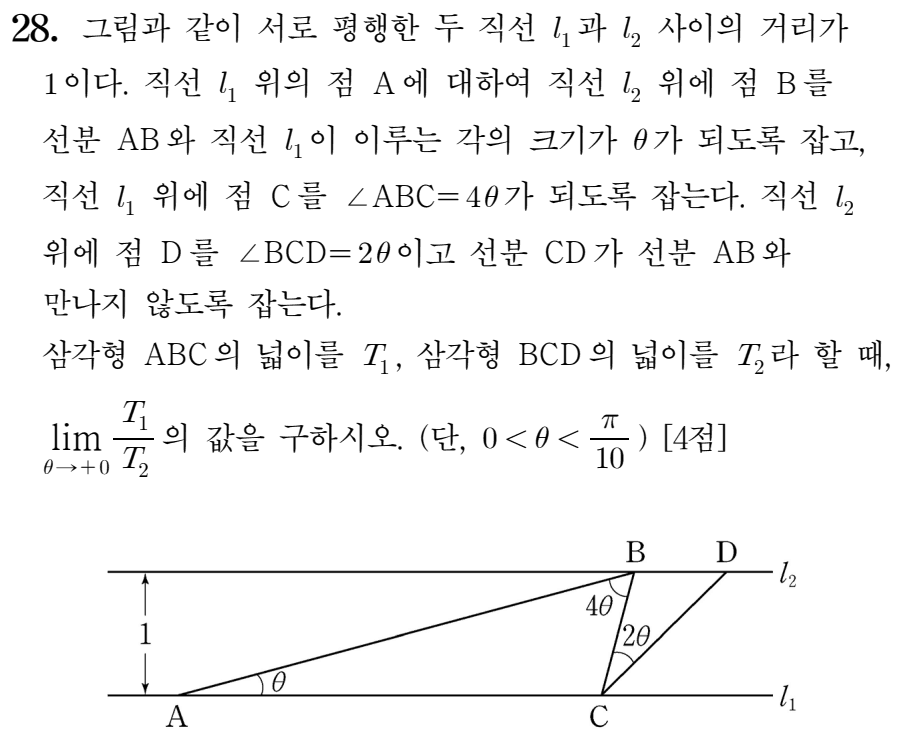 28. 그림과 같이 서로 평행한 두 직선 l₁과 l₂ 사이의 거리가
1이다. 직선 l₁ 위의 점 A에 대하여 직선 l₂ 위에 점 B를
선분 AB와 직선 l₁이 이루는 각의 크기가 θ가 되도록 잡고,
직선 l₁ 위에 점 C를 ∠ABC=4θ가 되도록 잡는다. 직선 l₂
위에 점 D를 ∠BCD=2θ이고 선분 CD가 선분 AB와
만나지 않도록 잡는다.
삼각형 ABC의 넓이를 T₁, 삼각형 BCD의 넓이를 T₂라 할 때,
lim θ→+0 T₁/T₂ 의 값을 구하시오. (단, 0<θ<π/10) [4점]
B D
l₂
4θ
1 2θ
θ
l₁
A C